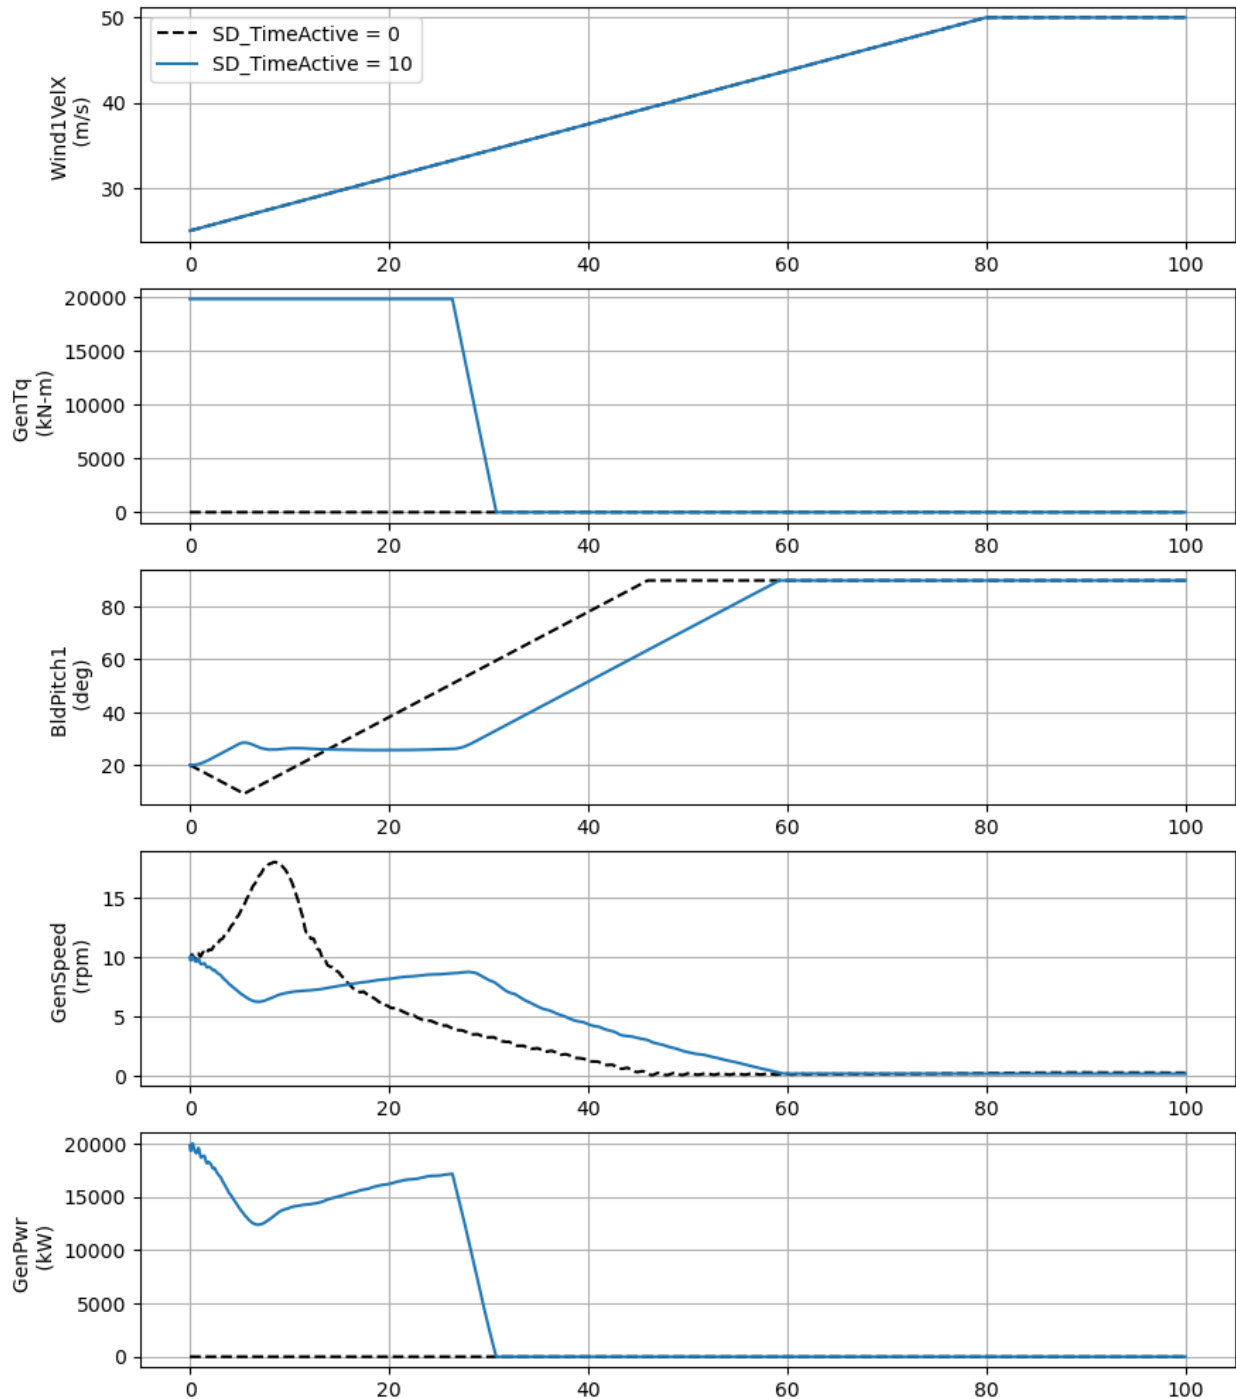 50
40
30
Wind1VelX
(m/s)
SD_TimeActive = 0
SD_TimeActive = 10
0 20 40 60 80 100
20000
15000
10000
5000
0
GenTq
(kN-m)
0 20 40 60 80 100
80
60
40
20
BldPitch1
(deg)
0 20 40 60 80 100
15
10
5
0
GenSpeed
(rpm)
0 20 40 60 80 100
20000
15000
10000
5000
0
GenPwr
(kW)
0 20 40 60 80 100